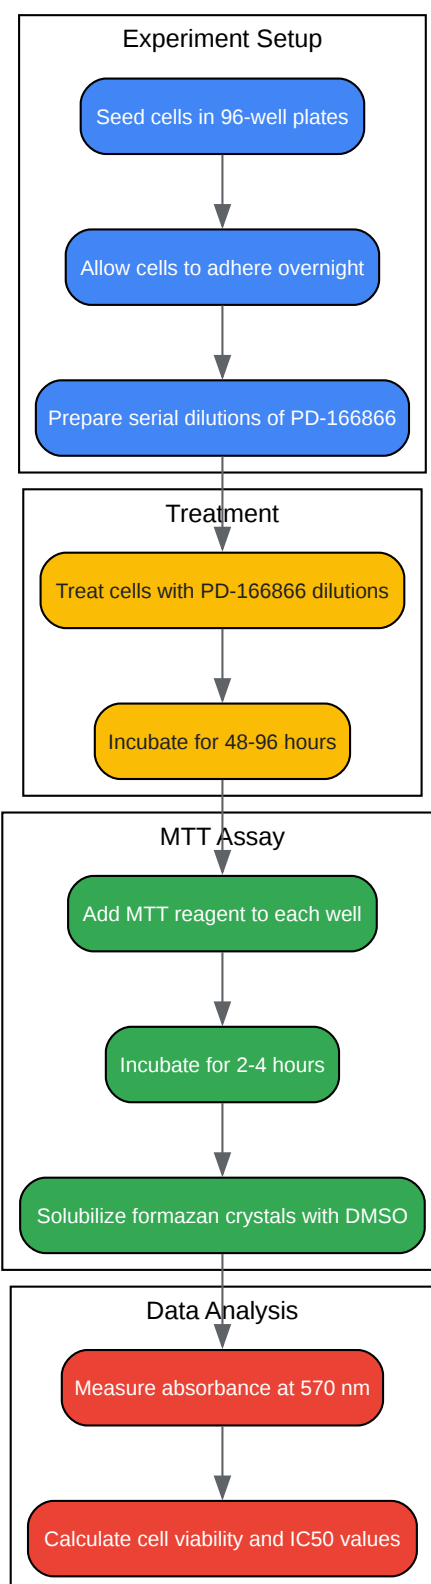 Experiment Setup
Seed cells in 96-well plates
Allow cells to adhere overnight
Prepare serial dilutions of PD-166866
Treatment
Treat cells with PD-166866 dilutions
Incubate for 48-96 hours
MTT Assay
Add MTT reagent to each well
Incubate for 2-4 hours
Solubilize formazan crystals with DMSO
Data Analysis
Measure absorbance at 570 nm
Calculate cell viability and IC50 values